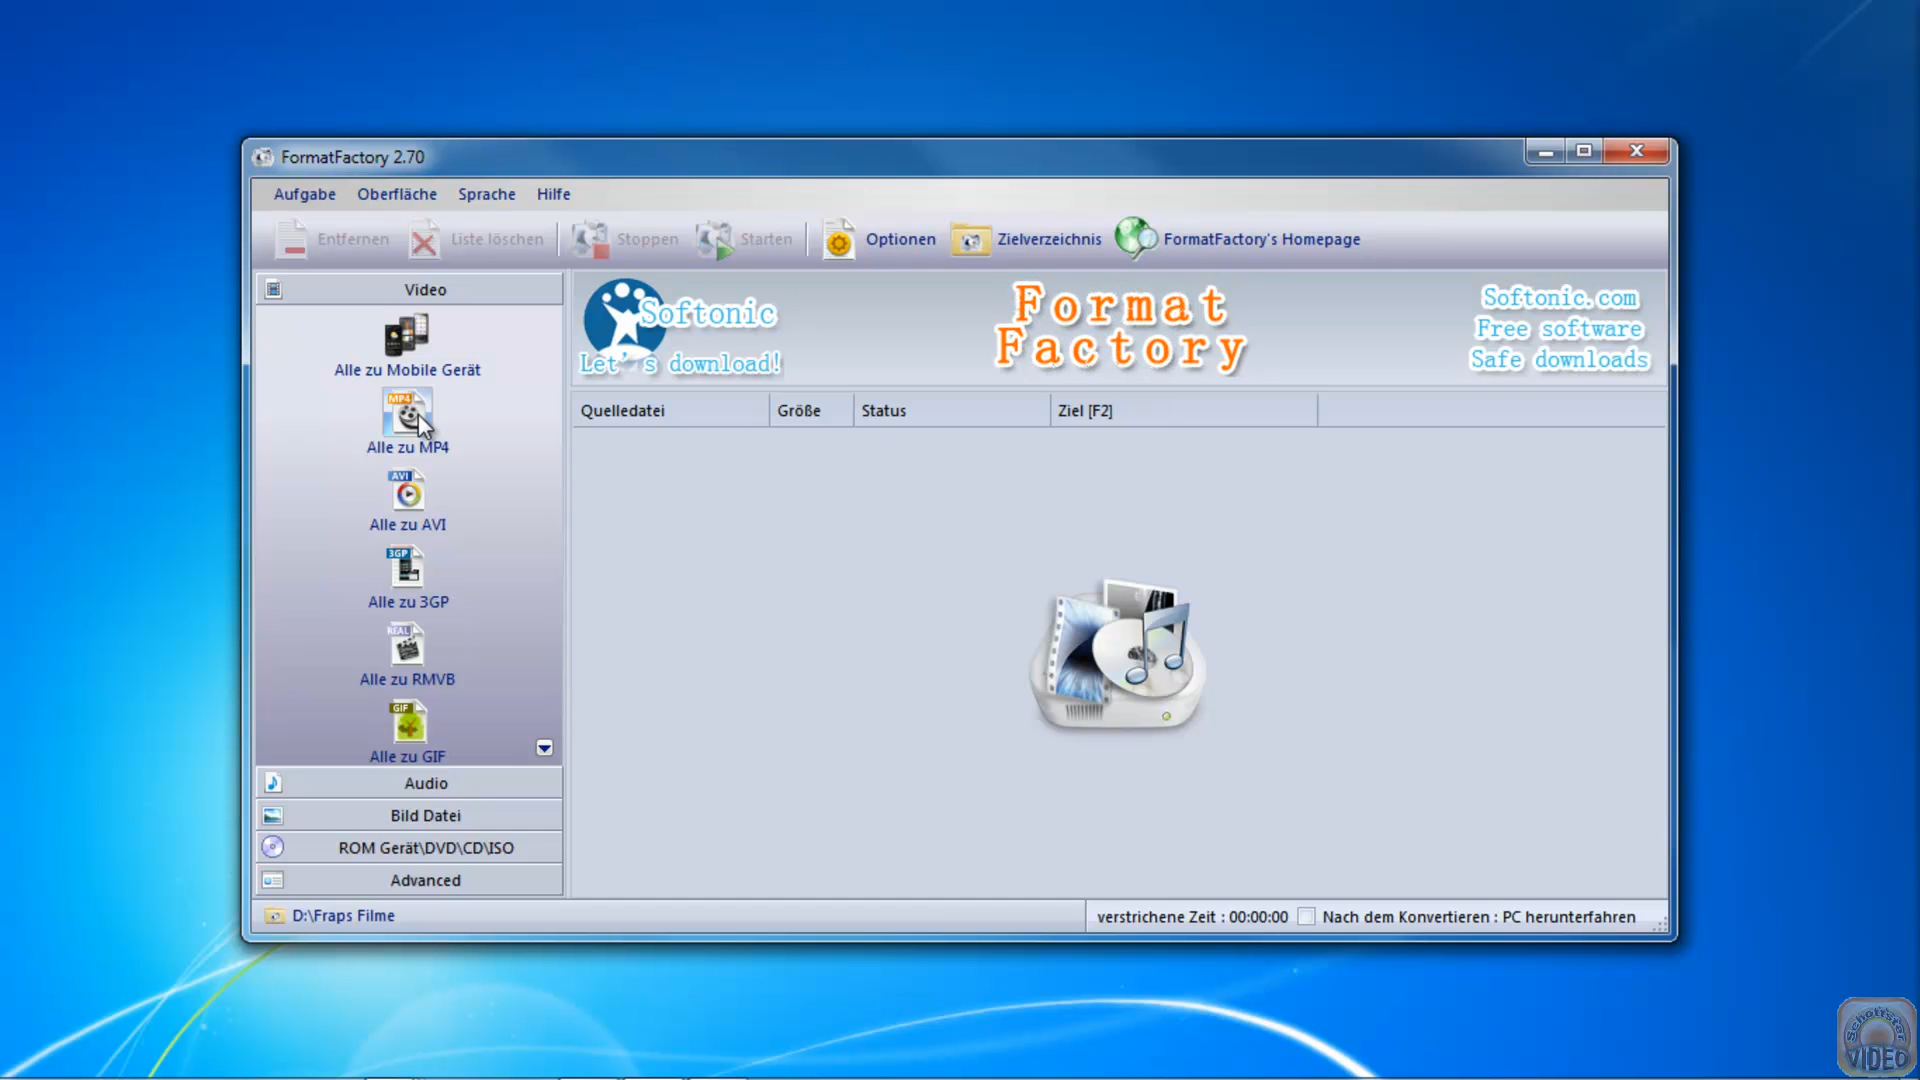 FormatFactory 2.70
Aufgabe Oberfläche Sprache Hilfe
Entfernen Liste löschen Stoppen Starten Optionen Zielverzeichnis FormatFactory's Homepage
Video
Softonic
Let's download!
Format
Factory
Softonic.com
Free software
Safe downloads
Quelledatei Größe Status Ziel [F2]
Alle zu Mobile Gerät
MP4
Alle zu MP4
AVI
Alle zu AVI
3GP
Alle zu 3GP
REAL
Alle zu RMVB
GIF
Alle zu GIF
Audio
Bild Datei
ROM Gerät\DVD\CD\ISO
Advanced
D:\Fraps Filme
verstrichene Zeit : 00:00:00 Nach dem Konvertieren : PC herunterfahren
Schottstar
VIDEO